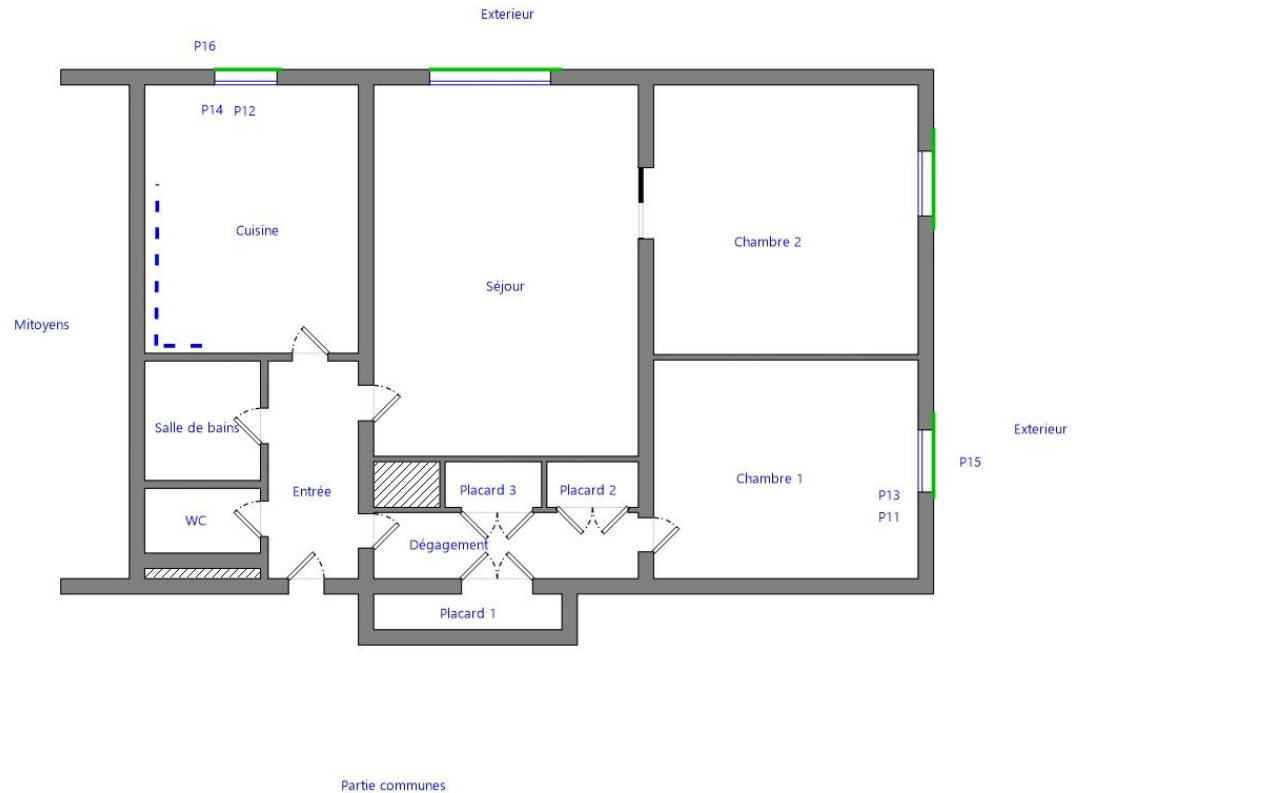 Exterieur
P16
P14 P12
Cuisine
Chambre 2
Séjour
Mitoyens
Salle de bains
Exterieur
P15
Chambre 1
Entrée
Placard 3
Placard 2
P13
P11
WC
Dégagement
Placard 1
Partie communes